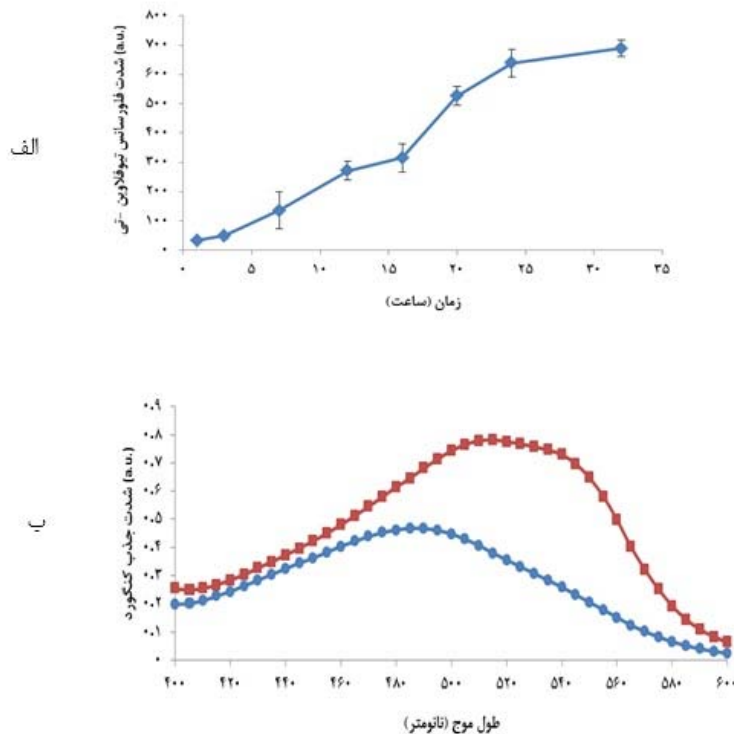 الف
شدت فلورسانس تیوفلاوین -تی (a.u.)
۸۰۰
۷۰۰
۶۰۰
۵۰۰
۴۰۰
۳۰۰
۲۰۰
۱۰۰
۰
۰ ۵ ۱۰ ۱۵ ۲۰ ۲۵ ۳۰ ۳۵
زمان (ساعت)
ب
شدت جذب کنگورد (a.u.)
۰.۹
۰.۸
۰.۷
۰.۶
۰.۵
۰.۴
۰.۳
۰.۲
۰.۱
۰
۴۰۰ ۴۲۰ ۴۴۰ ۴۶۰ ۴۸۰ ۵۰۰ ۵۲۰ ۵۴۰ ۵۶۰ ۵۸۰ ۶۰۰
طول موج (نانومتر)